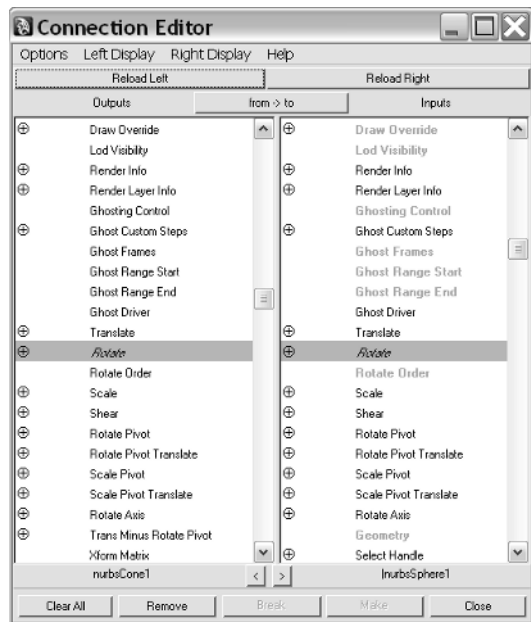 Connection Editor
Options Left Display Right Display Help
Reload Left Reload Right
Outputs from -> to Inputs
Draw Override Draw Override
Lod Visibility Lod Visibility
Render Info Render Info
Render Layer Info Render Layer Info
Ghosting Control Ghosting Control
Ghost Custom Steps Ghost Custom Steps
Ghost Frames Ghost Frames
Ghost Range Start Ghost Range Start
Ghost Range End Ghost Range End
Ghost Driver Ghost Driver
Translate Translate
Rotate Rotate
Rotate Order Rotate Order
Scale Scale
Shear Shear
Rotate Pivot Rotate Pivot
Rotate Pivot Translate Rotate Pivot Translate
Scale Pivot Scale Pivot
Scale Pivot Translate Scale Pivot Translate
Rotate Axis Rotate Axis
Trans Minus Rotate Pivot Geometry
Xform Matrix Select Handle
nurbsCone1 < > |nurbsSphere1
Clear All Remove Break Make Close